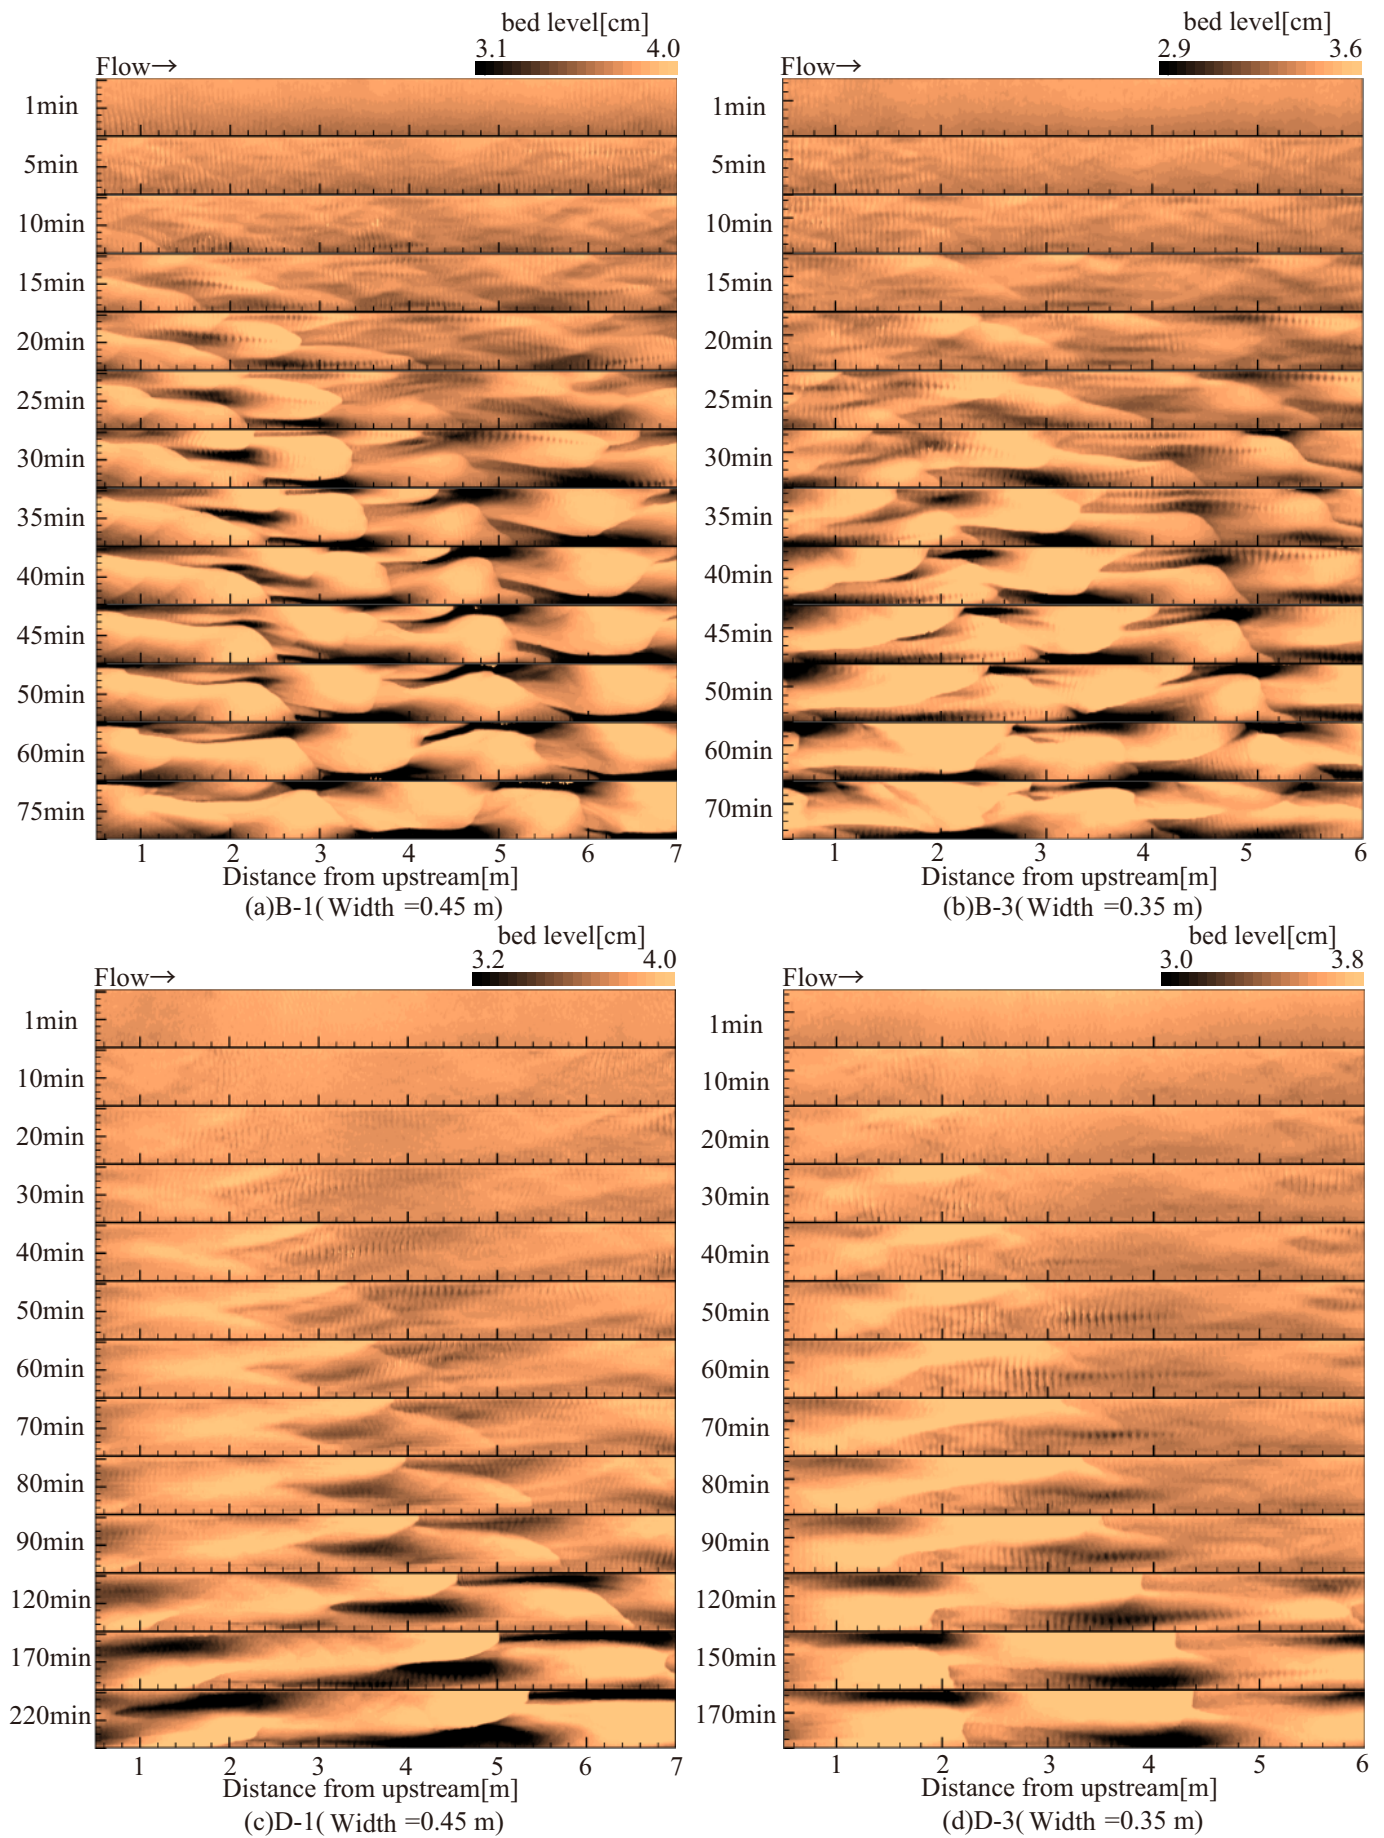 bed level[cm]
3.1 4.0
Flow→
1min
5min
10min
15min
20min
25min
30min
35min
40min
45min
50min
60min
75min
1 2 3 4 5 6 7
Distance from upstream[m]
(a)B-1( Width =0.45 m)
bed level[cm]
2.9 3.6
Flow→
1min
5min
10min
15min
20min
25min
30min
35min
40min
45min
50min
60min
70min
1 2 3 4 5 6
Distance from upstream[m]
(b)B-3( Width =0.35 m)
bed level[cm]
3.2 4.0
Flow→
1min
10min
20min
30min
40min
50min
60min
70min
80min
90min
120min
170min
220min
1 2 3 4 5 6 7
Distance from upstream[m]
(c)D-1( Width =0.45 m)
bed level[cm]
3.0 3.8
Flow→
1min
10min
20min
30min
40min
50min
60min
70min
80min
90min
120min
150min
170min
1 2 3 4 5 6
Distance from upstream[m]
(d)D-3( Width =0.35 m)